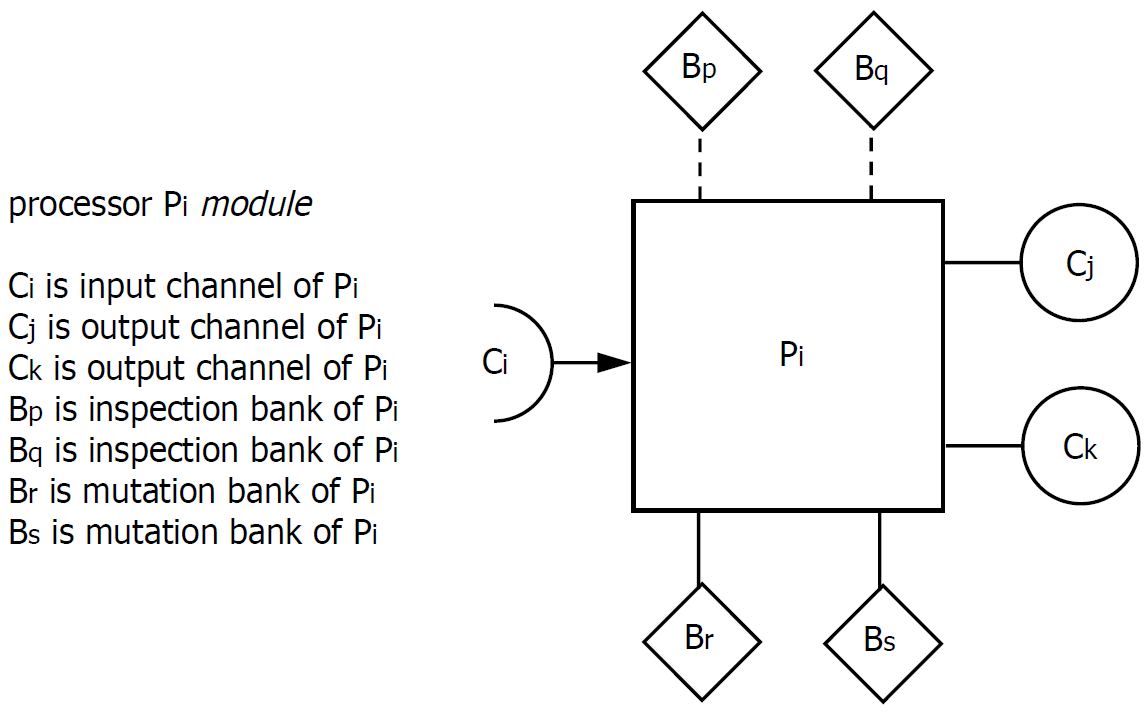 Bp
Bq
processor Pi module
Ci is input channel of Pi
Cj is output channel of Pi
Ck is output channel of Pi
Bp is inspection bank of Pi
Bq is inspection bank of Pi
Br is mutation bank of Pi
Bs is mutation bank of Pi
Ci
Pi
Cj
Ck
Br
Bs